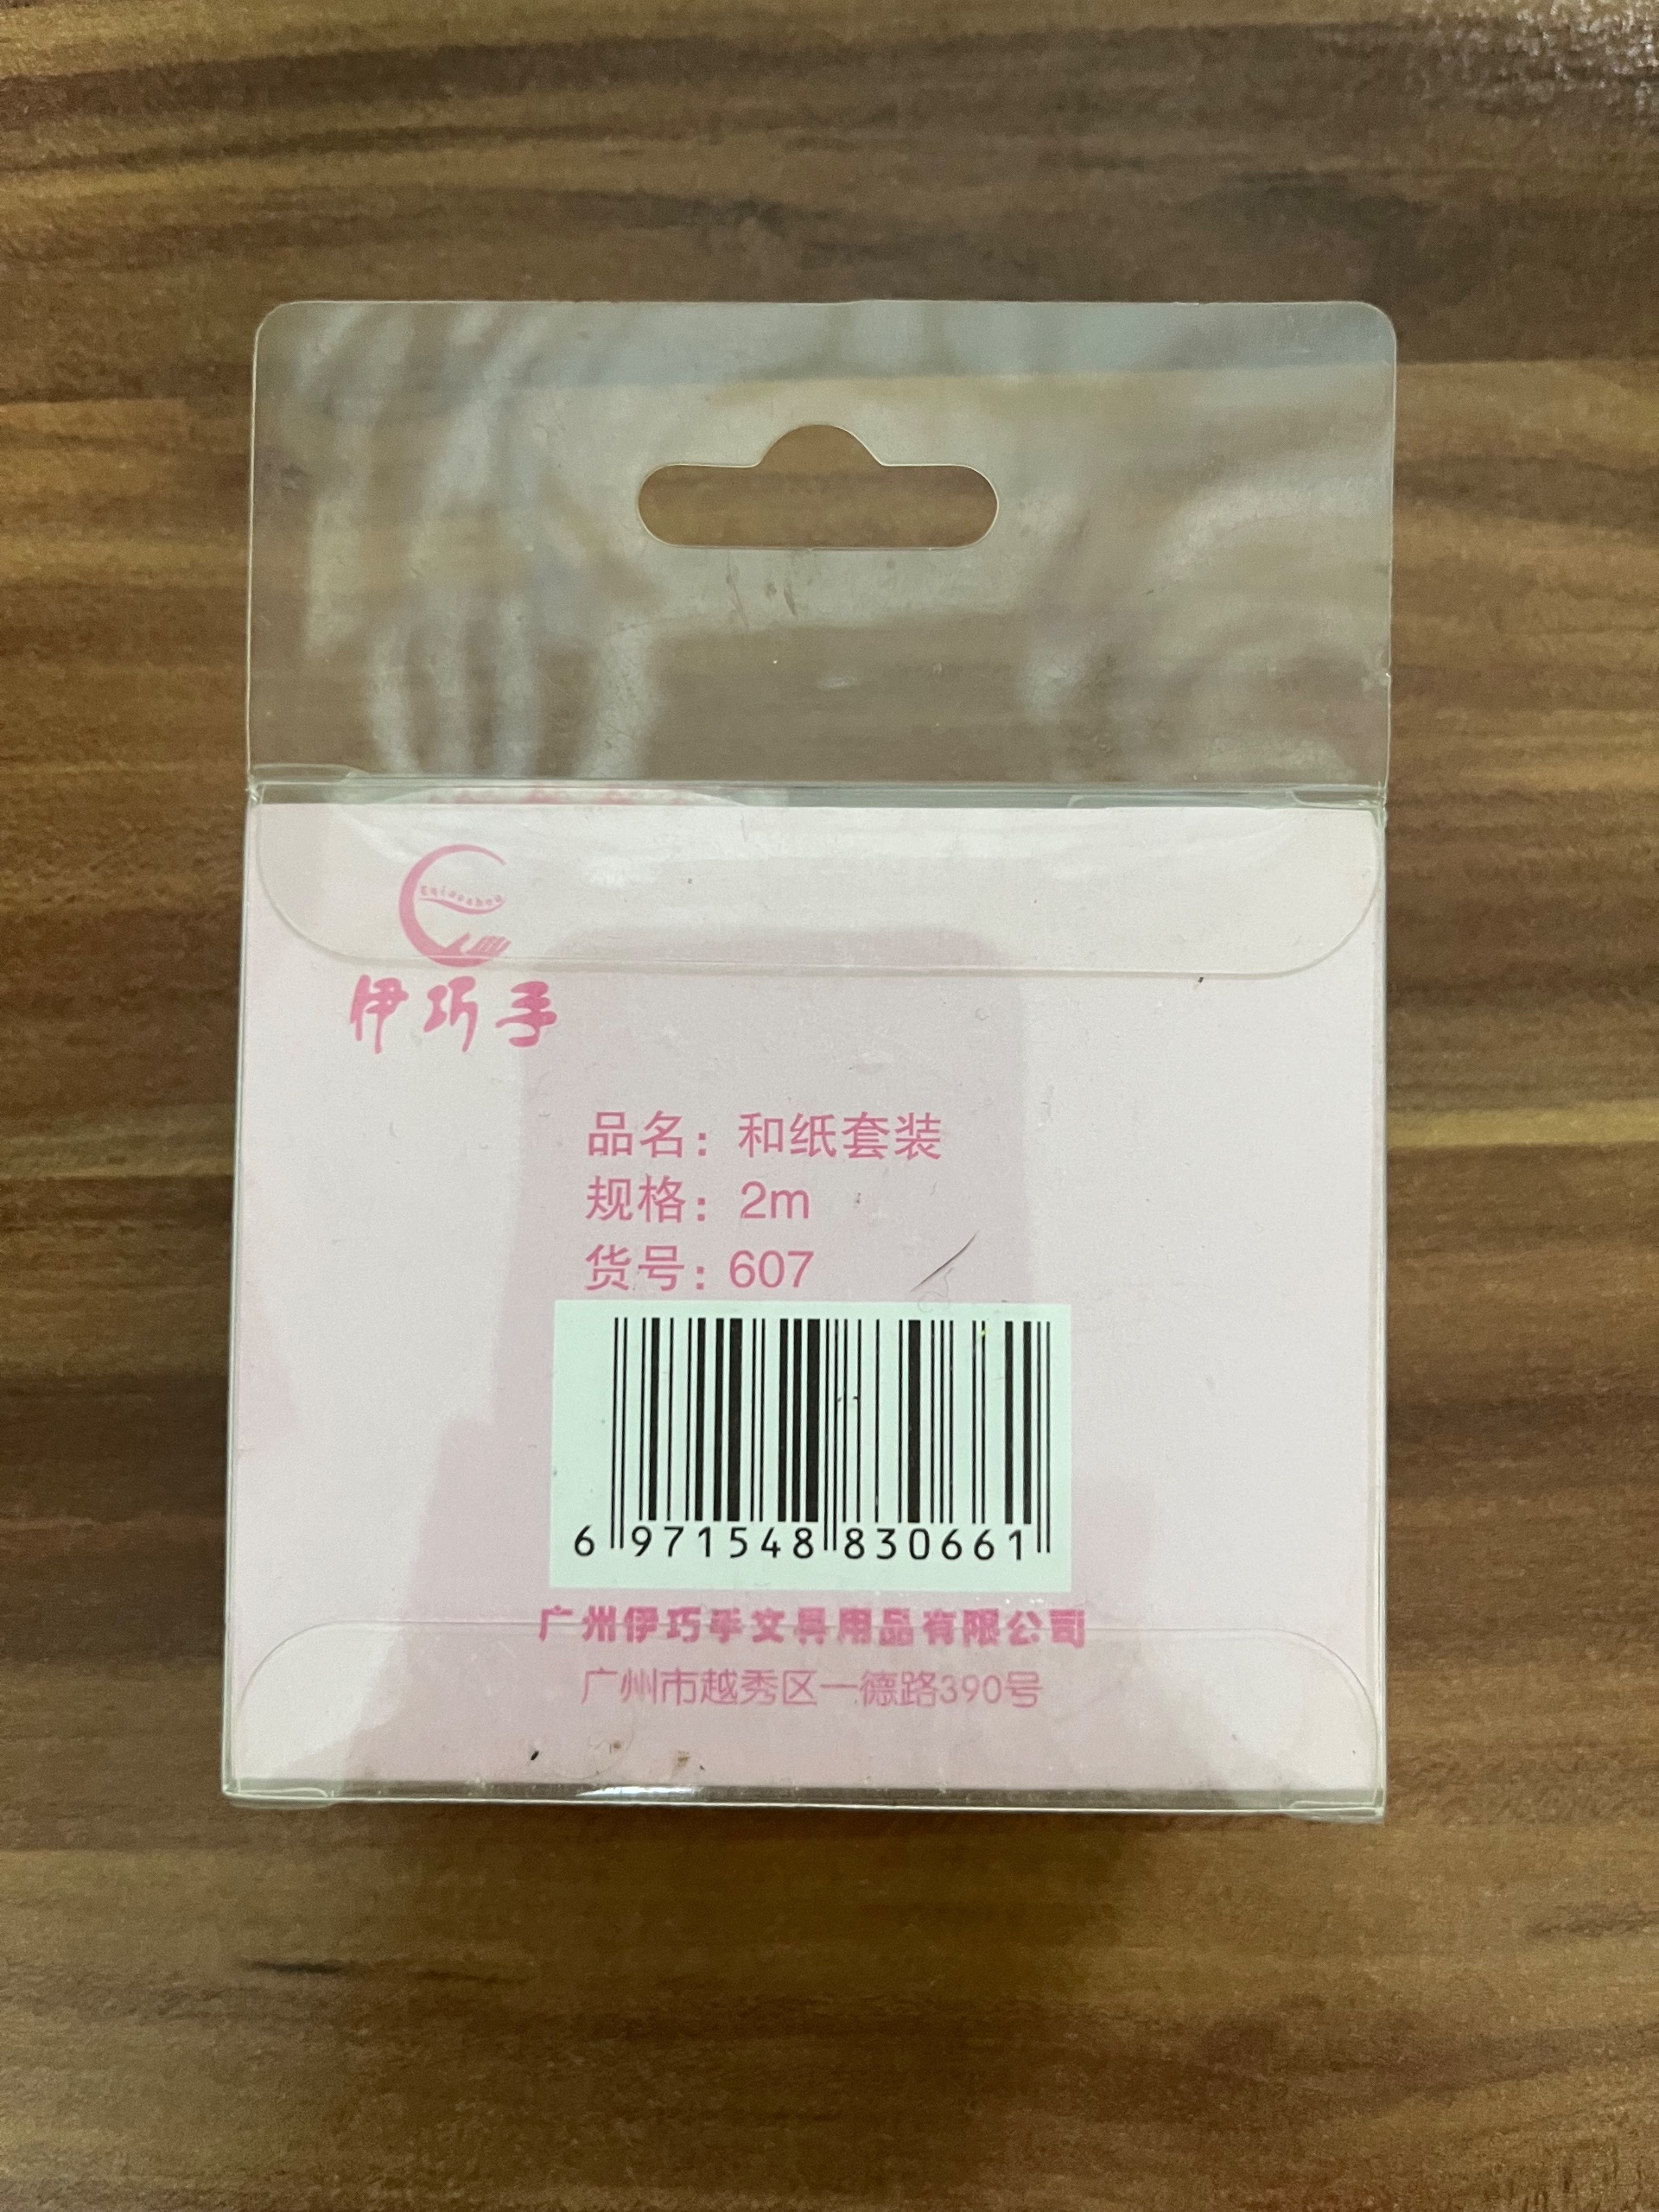 伊巧手
品名：和纸套装
规格：2m
货号：607
6 971548 830661
广州伊巧手文具用品有限公司
广州市越秀区一德路390号